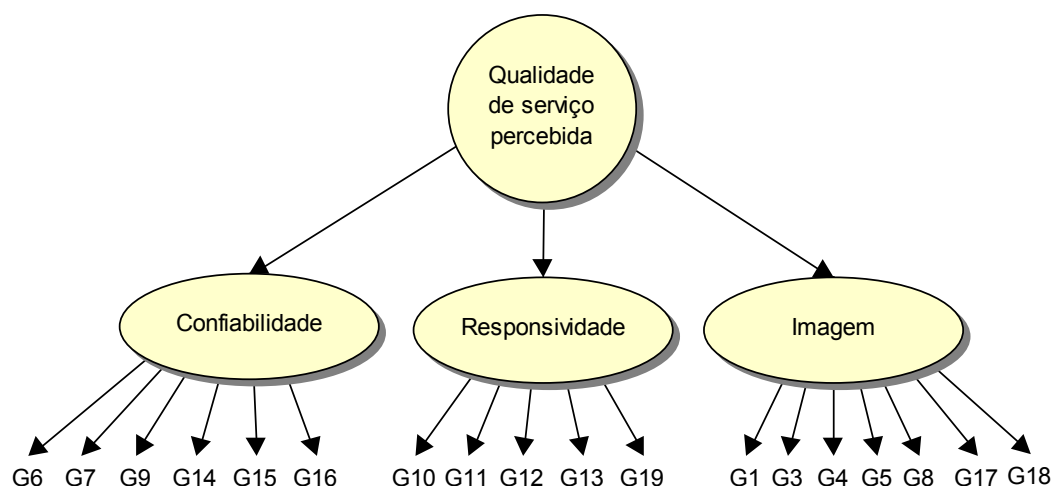 Qualidade
de serviço
percebida
Confiabilidade
Responsividade
Imagem
G6 G7 G9 G14 G15 G16 G10 G11 G12 G13 G19 G1 G3 G4 G5 G8 G17 G18